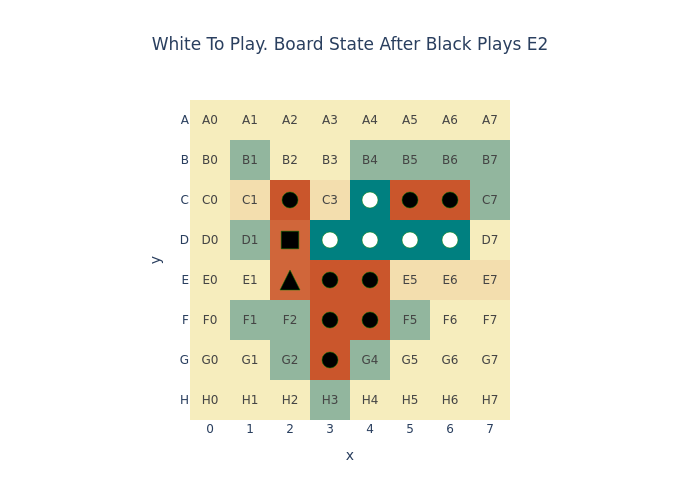 White To Play. Board State After Black Plays E2
A A0 A1 A2 A3 A4 A5 A6 A7
B B0 B1 B2 B3 B4 B5 B6 B7
C C0 C1 C3 C7
D D0 D1 D7
y
E E0 E1 E5 E6 E7
F F0 F1 F2 F5 F6 F7
G G0 G1 G2 G4 G5 G6 G7
H H0 H1 H2 H3 H4 H5 H6 H7
0 1 2 3 4 5 6 7
x